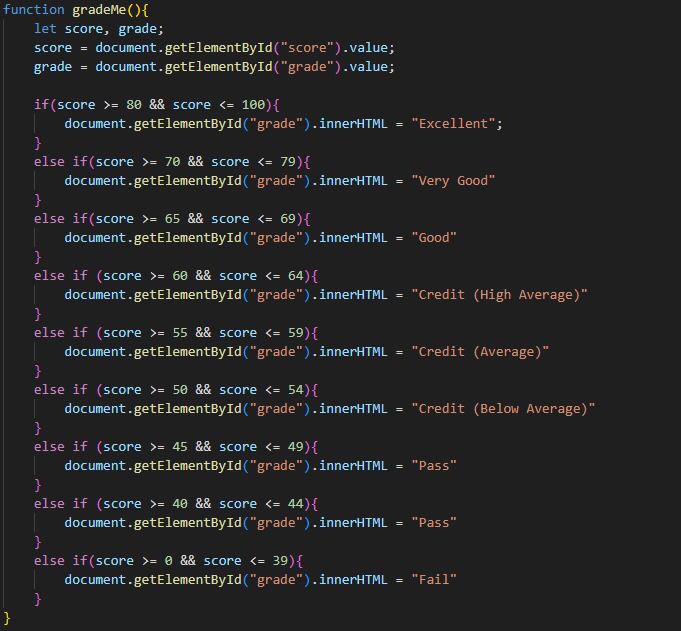 function gradeMe(){
    let score, grade;
    score = document.getElementById("score").value;
    grade = document.getElementById("grade").value;

    if(score >= 80 && score <= 100){
        document.getElementById("grade").innerHTML = "Excellent";
    }
    else if(score >= 70 && score <= 79){
        document.getElementById("grade").innerHTML = "Very Good"
    }
    else if(score >= 65 && score <= 69){
        document.getElementById("grade").innerHTML = "Good"
    }
    else if (score >= 60 && score <= 64){
        document.getElementById("grade").innerHTML = "Credit (High Average)"
    }
    else if (score >= 55 && score <= 59){
        document.getElementById("grade").innerHTML = "Credit (Average)"
    }
    else if (score >= 50 && score <= 54){
        document.getElementById("grade").innerHTML = "Credit (Below Average)"
    }
    else if (score >= 45 && score <= 49){
        document.getElementById("grade").innerHTML = "Pass"
    }
    else if (score >= 40 && score <= 44){
        document.getElementById("grade").innerHTML = "Pass"
    }
    else if(score >= 0 && score <= 39){
        document.getElementById("grade").innerHTML = "Fail"
    }
}